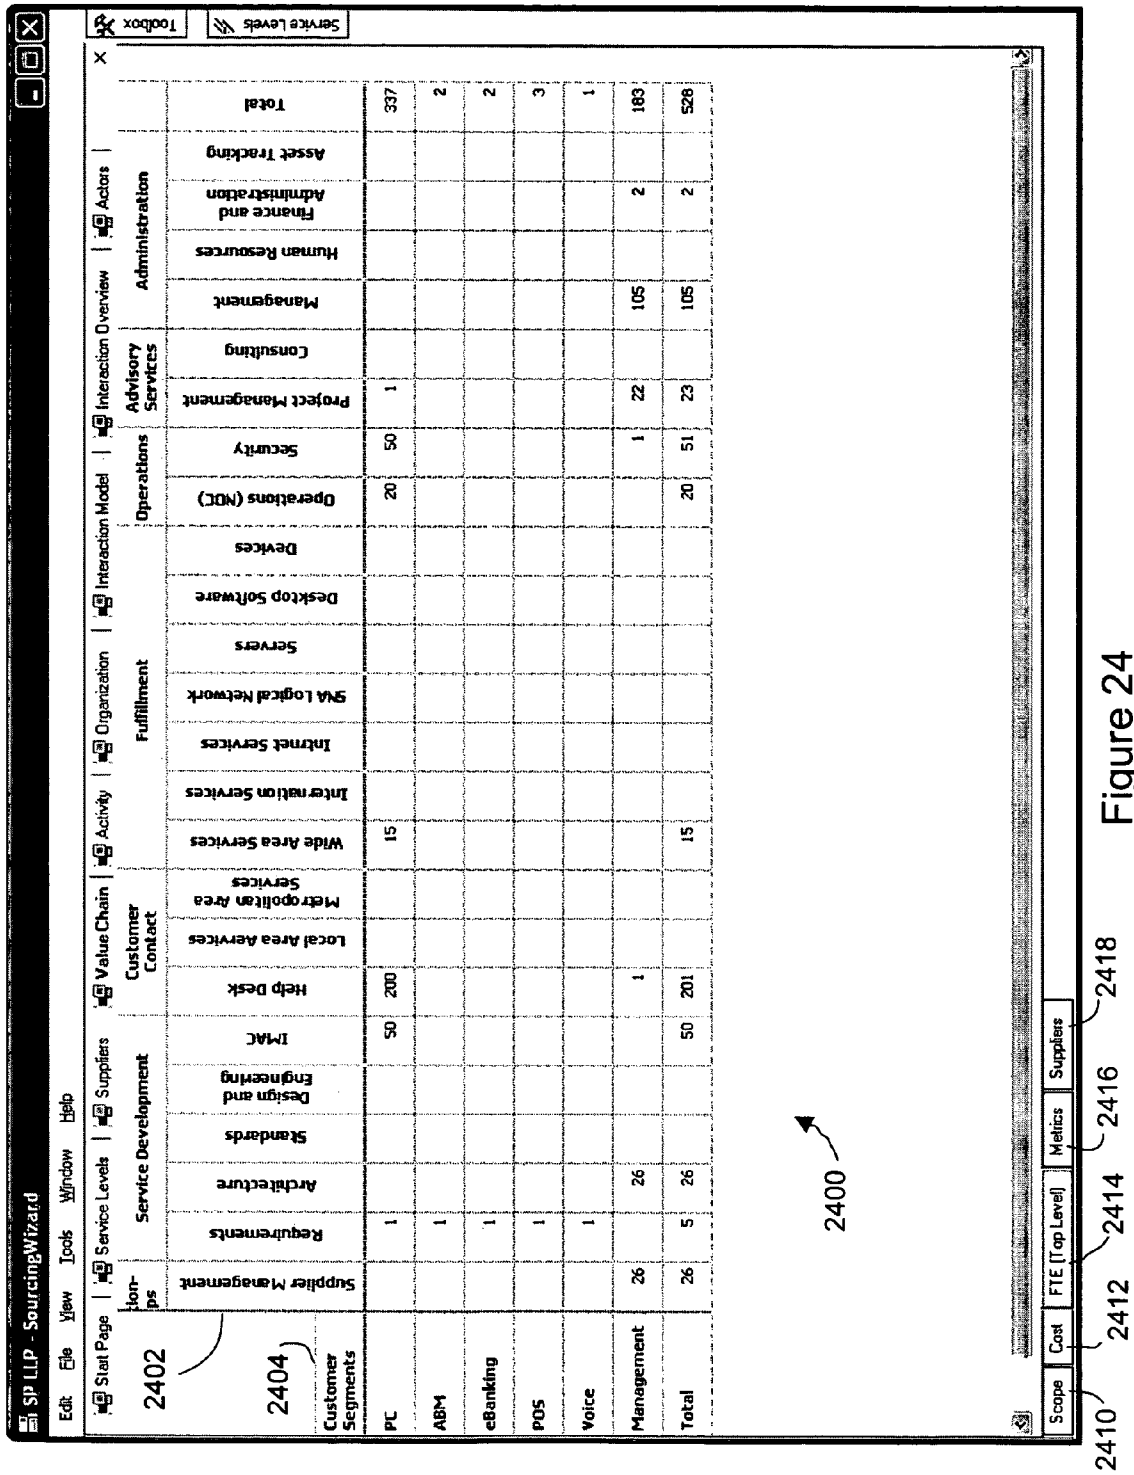 SP LLP - SourcingWizard
Edit File View Tools Window Help
Start Page | Service Levels | Suppliers | Value Chain | Activity | Organization | Interaction Model | Interaction Overview | Actors |
Toolbox
Service Levels
2402
2404
tion-
ps
Service Development
Customer
Contact
Fulfillment
Operations
Advisory
Services
Administration
Supplier Management
Requirements
Architecture
Standards
Design and
Engineering
IMAC
Help Desk
Local Area Aervices
Metropolitan Area
Services
Wide Area Services
Internation Services
Intrnet Services
SNA Logical Network
Servers
Desktop Software
Devices
Operations (NOC)
Security
Project Management
Consulting
Management
Human Resources
Finance and
Administration
Asset Tracking
Total
Customer
Segments
PC 1 50 200 15 20 50 1 337
ABM 1 2
eBanking 1 2
POS 1 3
Voice 1 1
Management 26 26 1 1 22 105 2 183
Total 26 5 26 50 201 15 20 51 23 105 2 528
2400
Scope Cost FTE (Top Level) Metrics Suppliers
2410 2412 2414 2416 2418
Figure 24